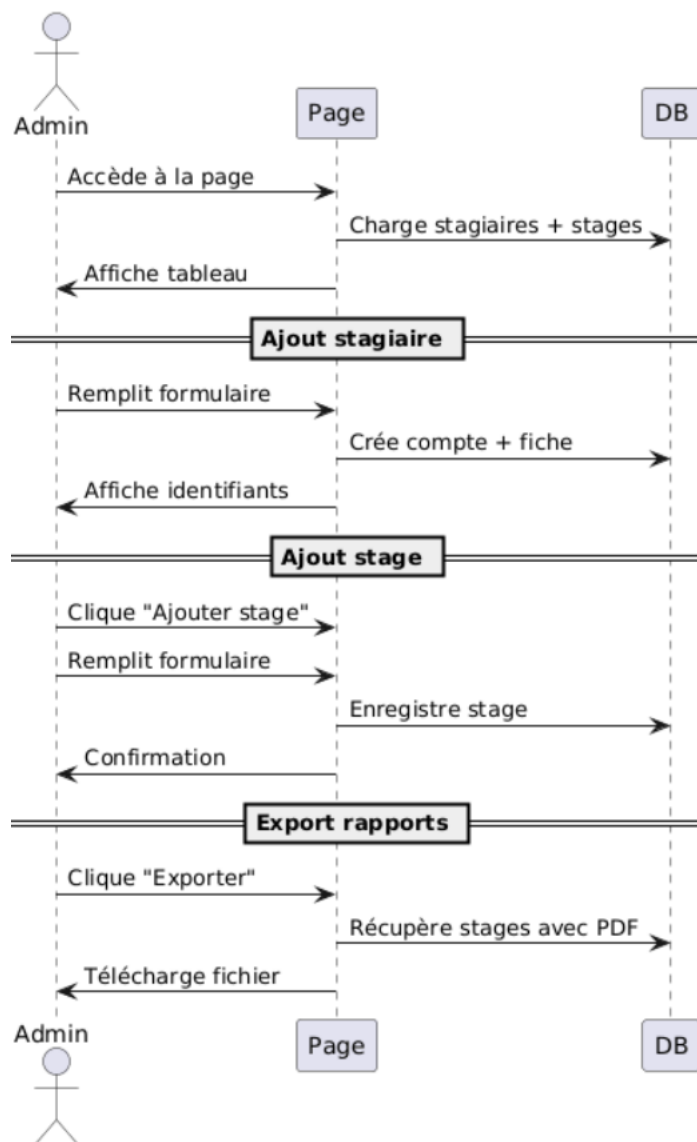 Admin
Page
DB
Accède à la page
Charge stagiaires + stages
Affiche tableau
Ajout stagiaire
Remplit formulaire
Crée compte + fiche
Affiche identifiants
Ajout stage
Clique "Ajouter stage"
Remplit formulaire
Enregistre stage
Confirmation
Export rapports
Clique "Exporter"
Récupère stages avec PDF
Télécharge fichier
Admin
Page
DB